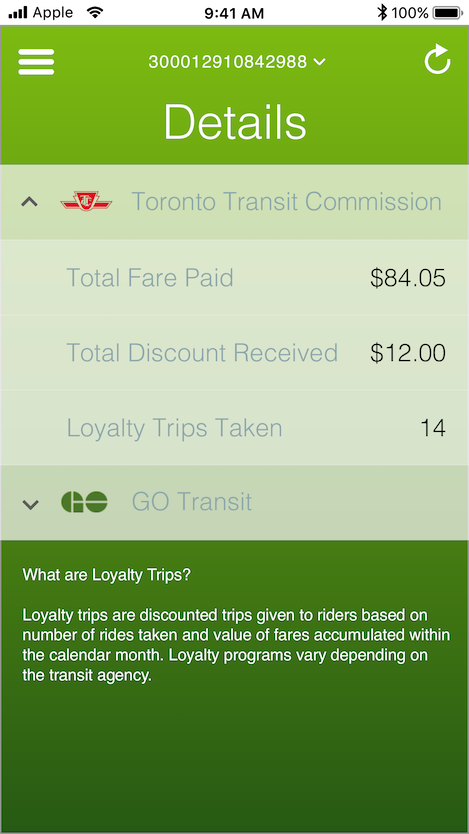 Apple 9:41 AM 100%
300012910842988
Details
Toronto Transit Commission
Total Fare Paid $84.05
Total Discount Received $12.00
Loyalty Trips Taken 14
GO GO Transit
What are Loyalty Trips?
Loyalty trips are discounted trips given to riders based on
number of rides taken and value of fares accumulated within
the calendar month. Loyalty programs vary depending on
the transit agency.